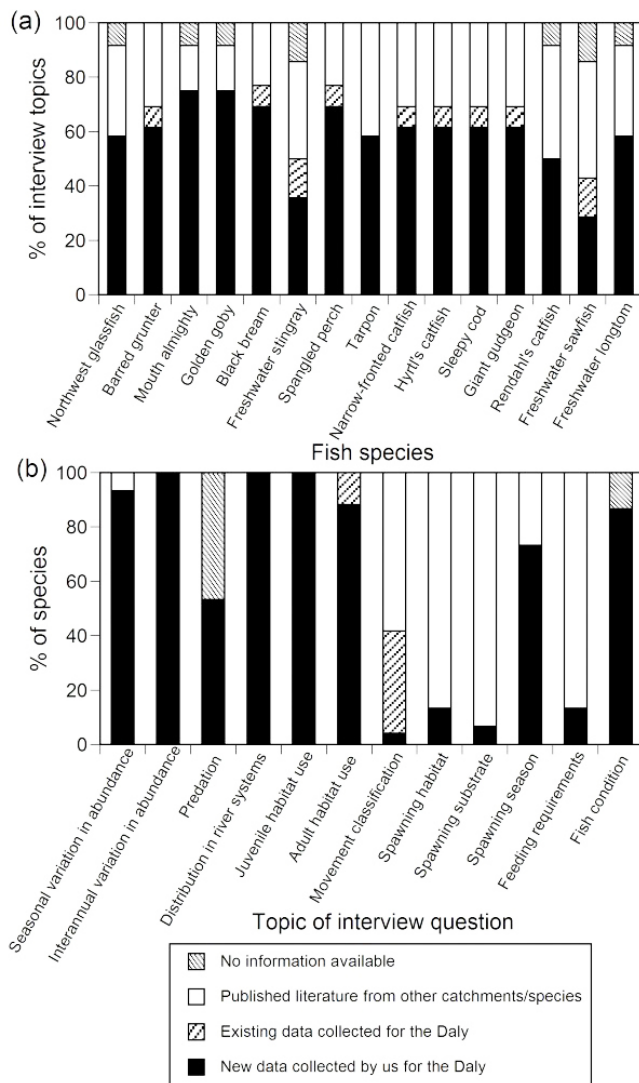 (a)
100
80
60
40
20
0
% of interview topics
Northwest glassfish
Barred grunter
Mouth almighty
Golden goby
Black bream
Freshwater stingray
Spangled perch
Tarpon
Narrow-fronted catfish
Hyrtl's catfish
Sleepy cod
Giant gudgeon
Rendahl's catfish
Freshwater sawfish
Freshwater longtom
Fish species
(b)
100
80
60
40
20
0
% of species
Seasonal variation in abundance
Interannual variation in abundance
Predation
Distribution in river systems
Juvenile habitat use
Adult habitat use
Movement classification
Spawning habitat
Spawning substrate
Spawning season
Feeding requirements
Fish condition
Topic of interview question
No information available
Published literature from other catchments/species
Existing data collected for the Daly
New data collected by us for the Daly